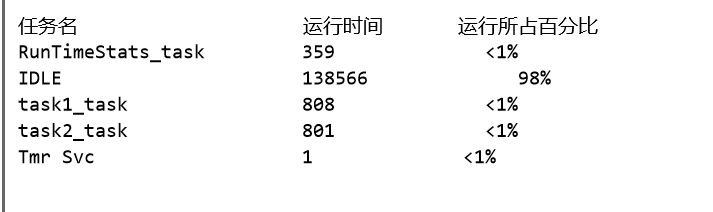 任务名 运行时间 运行所占百分比
RunTimeStats_task 359 <1%
IDLE 138566 98%
task1_task 808 <1%
task2_task 801 <1%
Tmr Svc 1 <1%